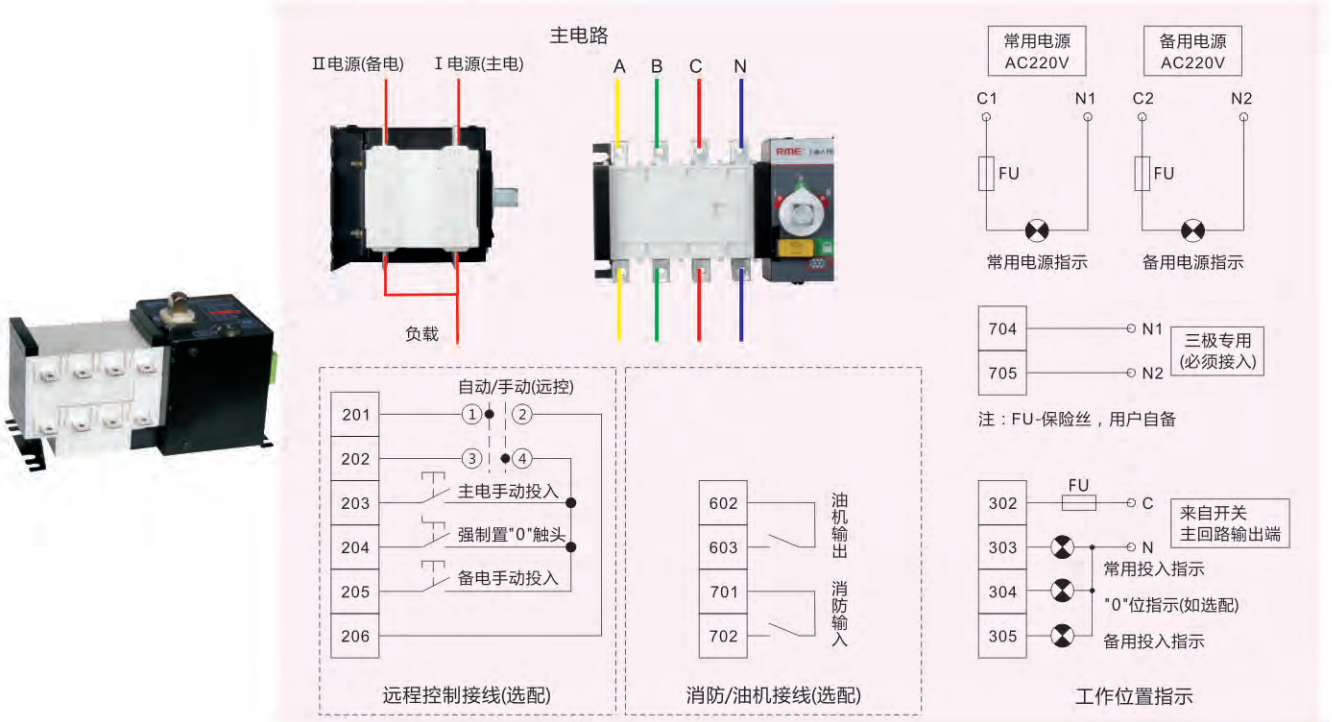 主电路
II电源(备电)
I电源(主电)
A
B
C
N
RME
负载
常用电源
AC220V
C1
N1
FU
常用电源指示
备用电源
AC220V
C2
N2
FU
备用电源指示
704
N1
705
N2
三极专用
(必须接入)
注：FU-保险丝，用户自备
自动/手动(远控)
201
①
②
202
③
④
203
主电手动投入
204
强制置"0"触头
205
备电手动投入
206
远程控制接线(选配)
602
603
油机输出
701
702
消防输入
消防/油机接线(选配)
302
FU
C
来自开关
主回路输出端
303
N
常用投入指示
304
"0"位指示(如选配)
305
备用投入指示
工作位置指示